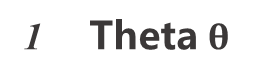 1 Theta θ